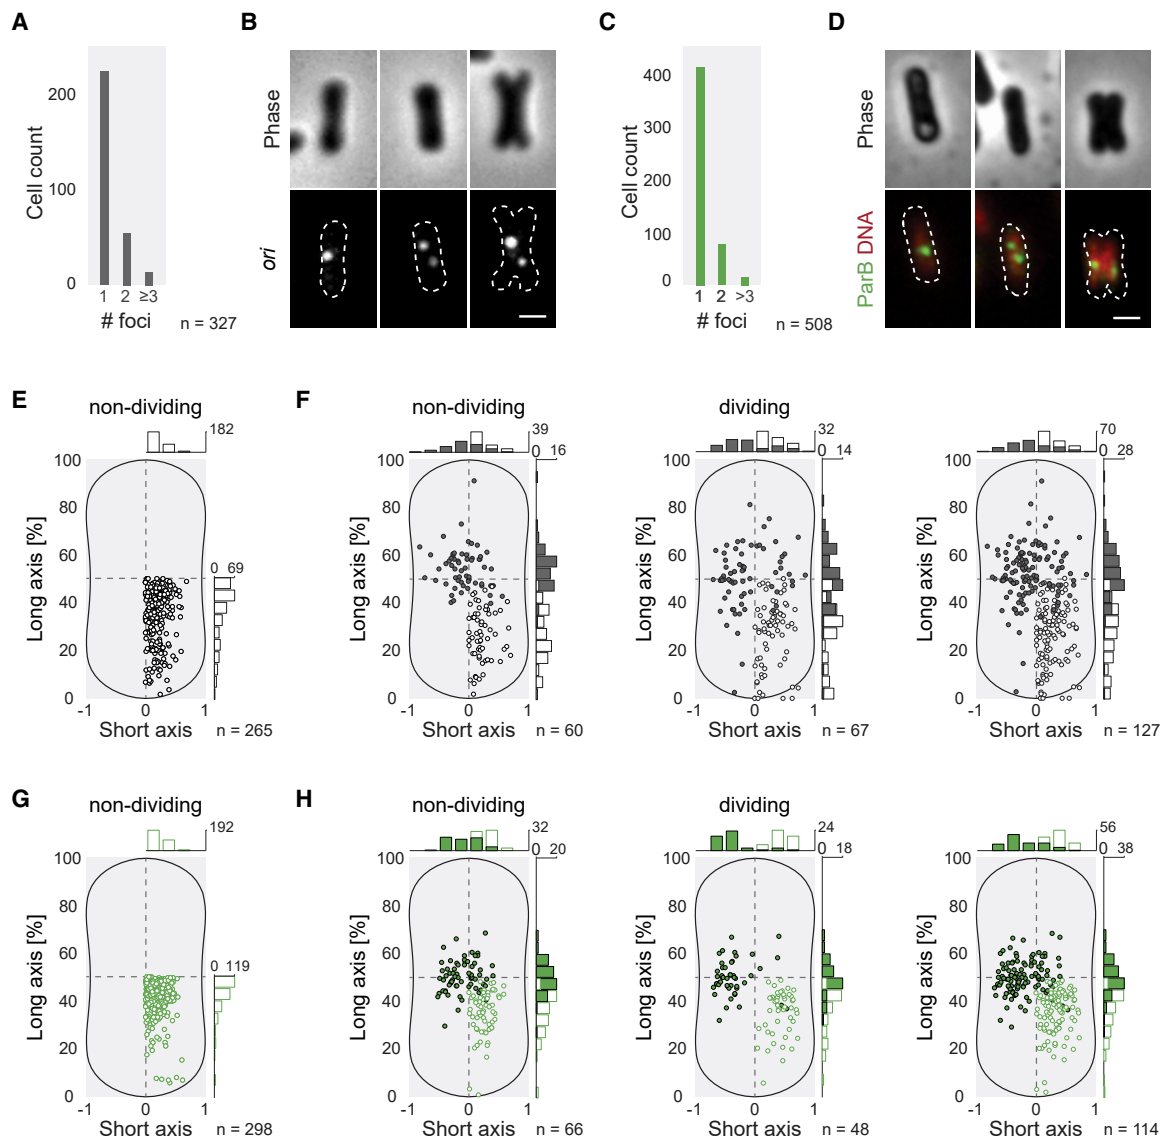 A
B
C
D
Cell count
200
100
0
1 2 ≥3
# foci
n = 327
Phase
ori
Cell count
400
300
200
100
0
1 2 >3
# foci
n = 508
Phase
ParB DNA
E
non-dividing
182
Long axis [%]
100
80
60
40
20
0
0 69
-1 0 1
Short axis
n = 265
F
non-dividing
39
0 16
Long axis [%]
100
80
60
40
20
0
-1 0 1
Short axis
n = 60
dividing
32
0 14
Long axis [%]
100
80
60
40
20
0
-1 0 1
Short axis
n = 67
70
0 28
Long axis [%]
100
80
60
40
20
0
-1 0 1
Short axis
n = 127
G
non-dividing
192
Long axis [%]
100
80
60
40
20
0
0 119
-1 0 1
Short axis
n = 298
H
non-dividing
32
0 20
Long axis [%]
100
80
60
40
20
0
-1 0 1
Short axis
n = 66
dividing
24
0 18
Long axis [%]
100
80
60
40
20
0
-1 0 1
Short axis
n = 48
56
0 38
Long axis [%]
100
80
60
40
20
0
-1 0 1
Short axis
n = 114